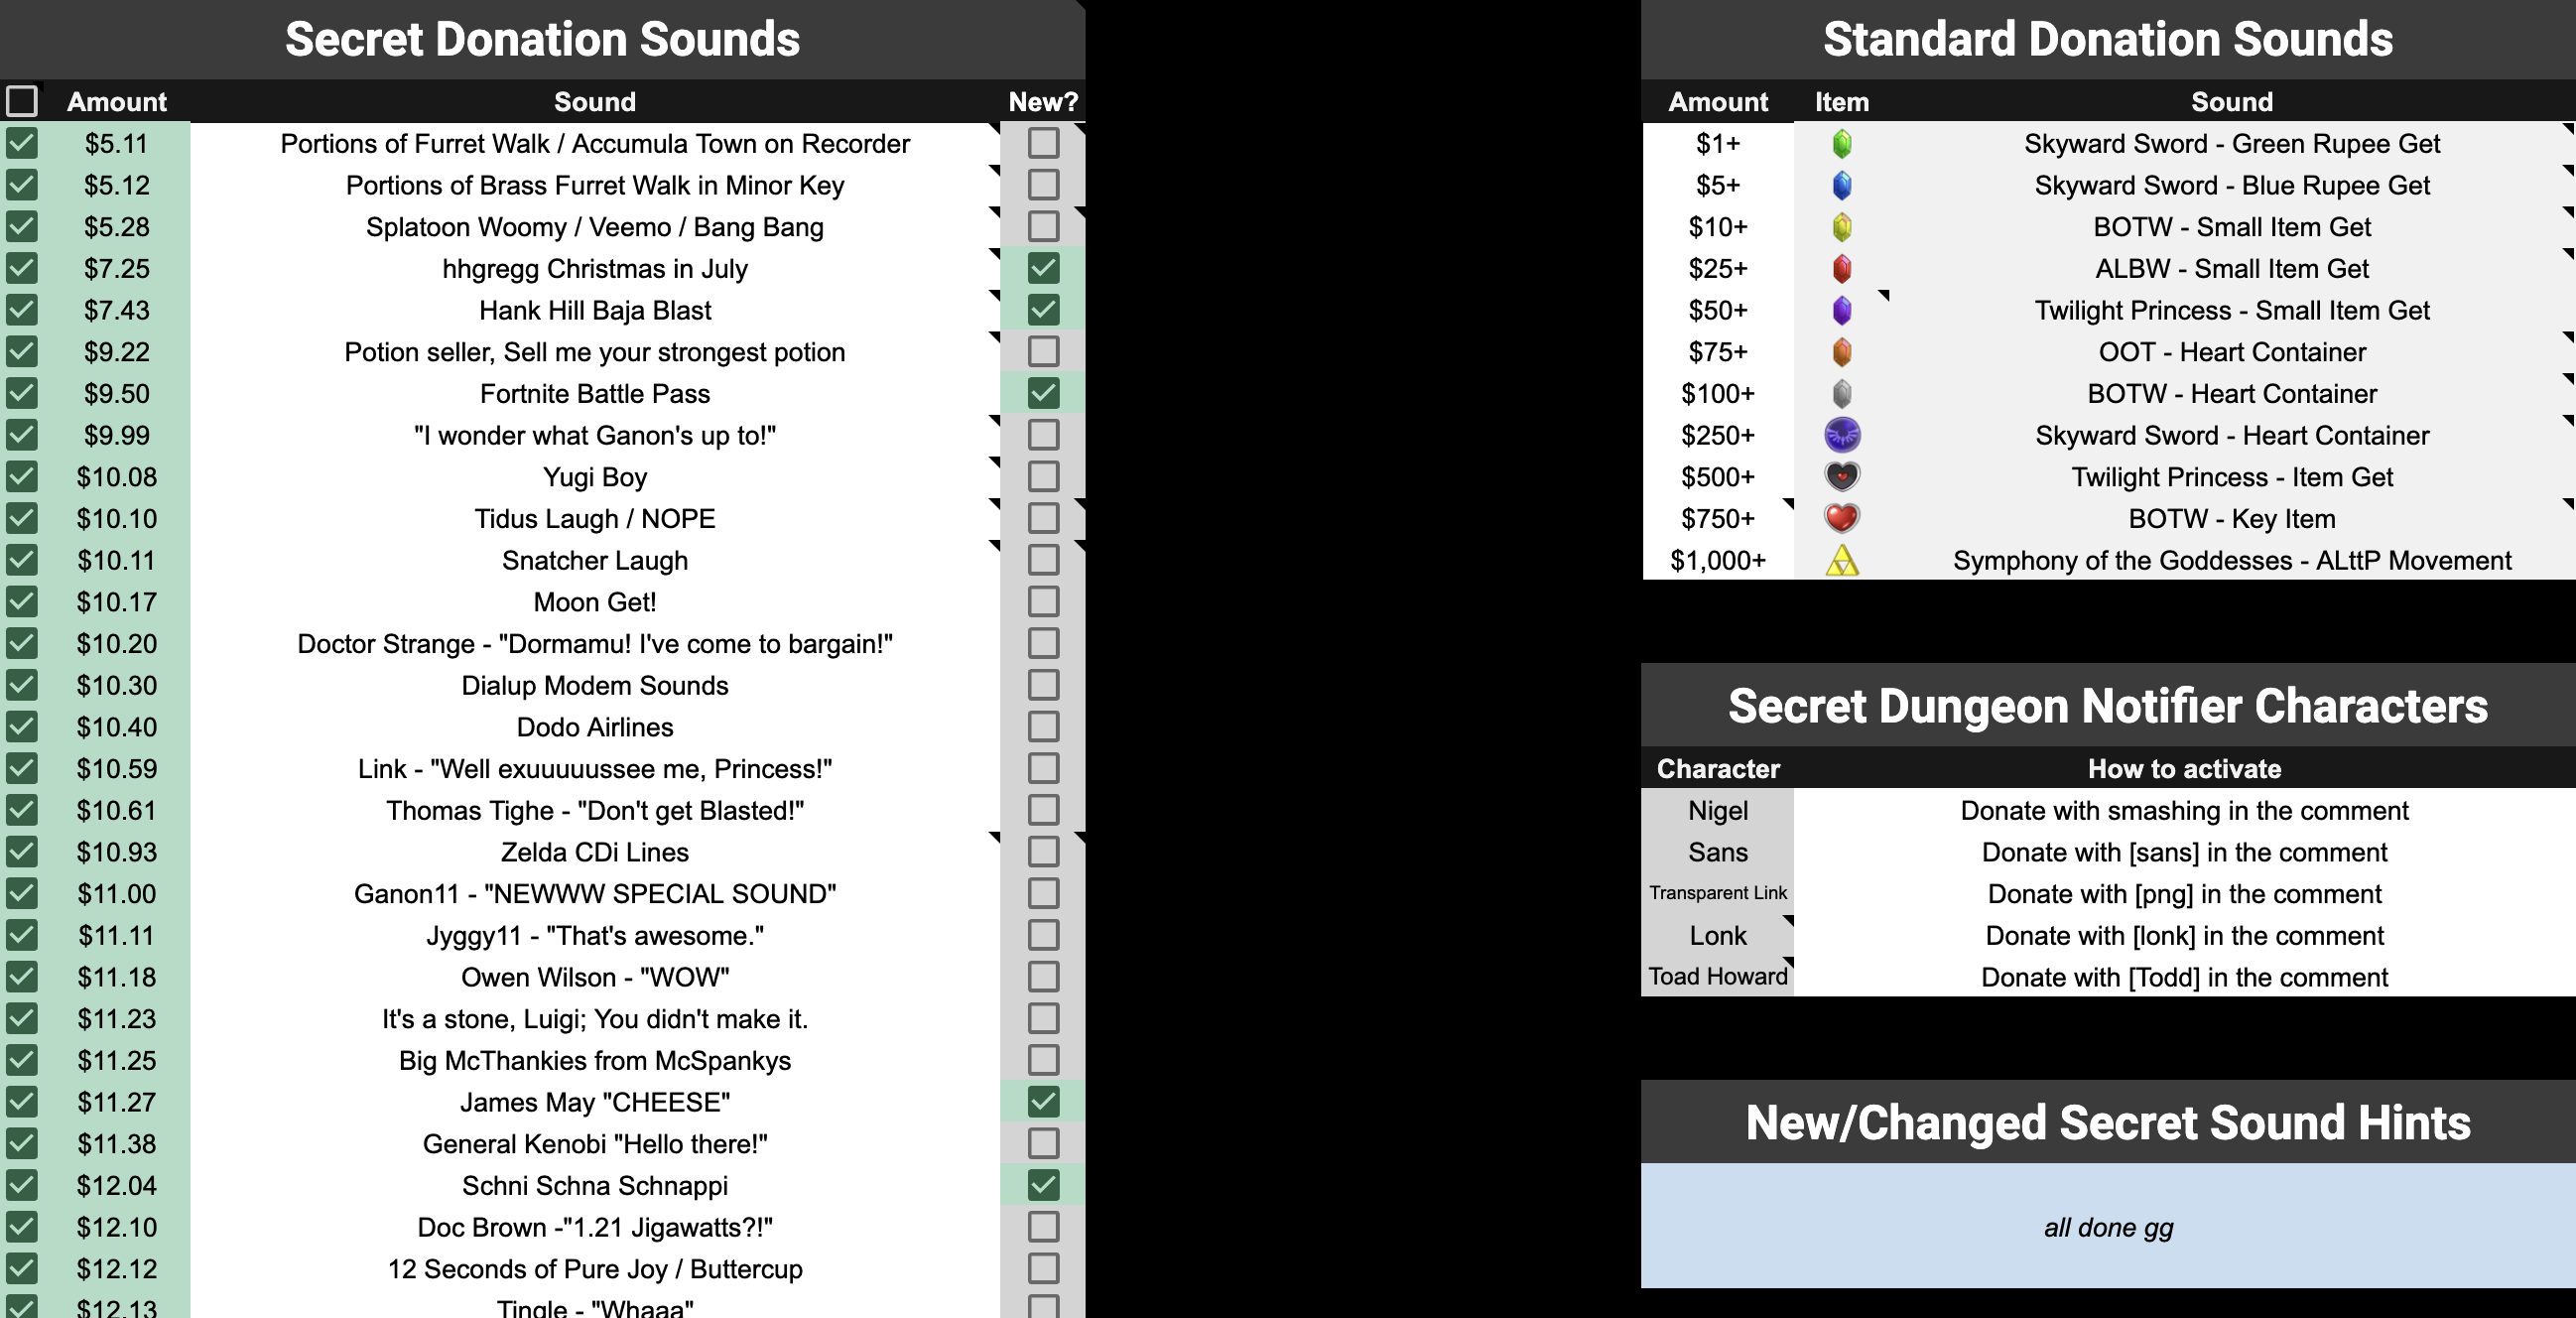 Secret Donation Sounds
Amount Sound New?
$5.11 Portions of Furret Walk / Accumula Town on Recorder
$5.12 Portions of Brass Furret Walk in Minor Key
$5.28 Splatoon Woomy / Veemo / Bang Bang
$7.25 hhgregg Christmas in July
$7.43 Hank Hill Baja Blast
$9.22 Potion seller, Sell me your strongest potion
$9.50 Fortnite Battle Pass
$9.99 "I wonder what Ganon's up to!"
$10.08 Yugi Boy
$10.10 Tidus Laugh / NOPE
$10.11 Snatcher Laugh
$10.17 Moon Get!
$10.20 Doctor Strange - "Dormamu! I've come to bargain!"
$10.30 Dialup Modem Sounds
$10.40 Dodo Airlines
$10.59 Link - "Well exuuuuussee me, Princess!"
$10.61 Thomas Tighe - "Don't get Blasted!"
$10.93 Zelda CDi Lines
$11.00 Ganon11 - "NEWWW SPECIAL SOUND"
$11.11 Jyggy11 - "That's awesome."
$11.18 Owen Wilson - "WOW"
$11.23 It's a stone, Luigi; You didn't make it.
$11.25 Big McThankies from McSpankys
$11.27 James May "CHEESE"
$11.38 General Kenobi "Hello there!"
$12.04 Schni Schna Schnappi
$12.10 Doc Brown -"1.21 Jigawatts?!"
$12.12 12 Seconds of Pure Joy / Buttercup
$12.13 Tingle - "Whaaa"
Standard Donation Sounds
Amount Item Sound
$1+ Skyward Sword - Green Rupee Get
$5+ Skyward Sword - Blue Rupee Get
$10+ BOTW - Small Item Get
$25+ ALBW - Small Item Get
$50+ Twilight Princess - Small Item Get
$75+ OOT - Heart Container
$100+ BOTW - Heart Container
$250+ Skyward Sword - Heart Container
$500+ Twilight Princess - Item Get
$750+ BOTW - Key Item
$1,000+ Symphony of the Goddesses - ALttP Movement
Secret Dungeon Notifier Characters
Character How to activate
Nigel Donate with smashing in the comment
Sans Donate with [sans] in the comment
Transparent Link Donate with [png] in the comment
Lonk Donate with [lonk] in the comment
Toad Howard Donate with [Todd] in the comment
New/Changed Secret Sound Hints
all done gg